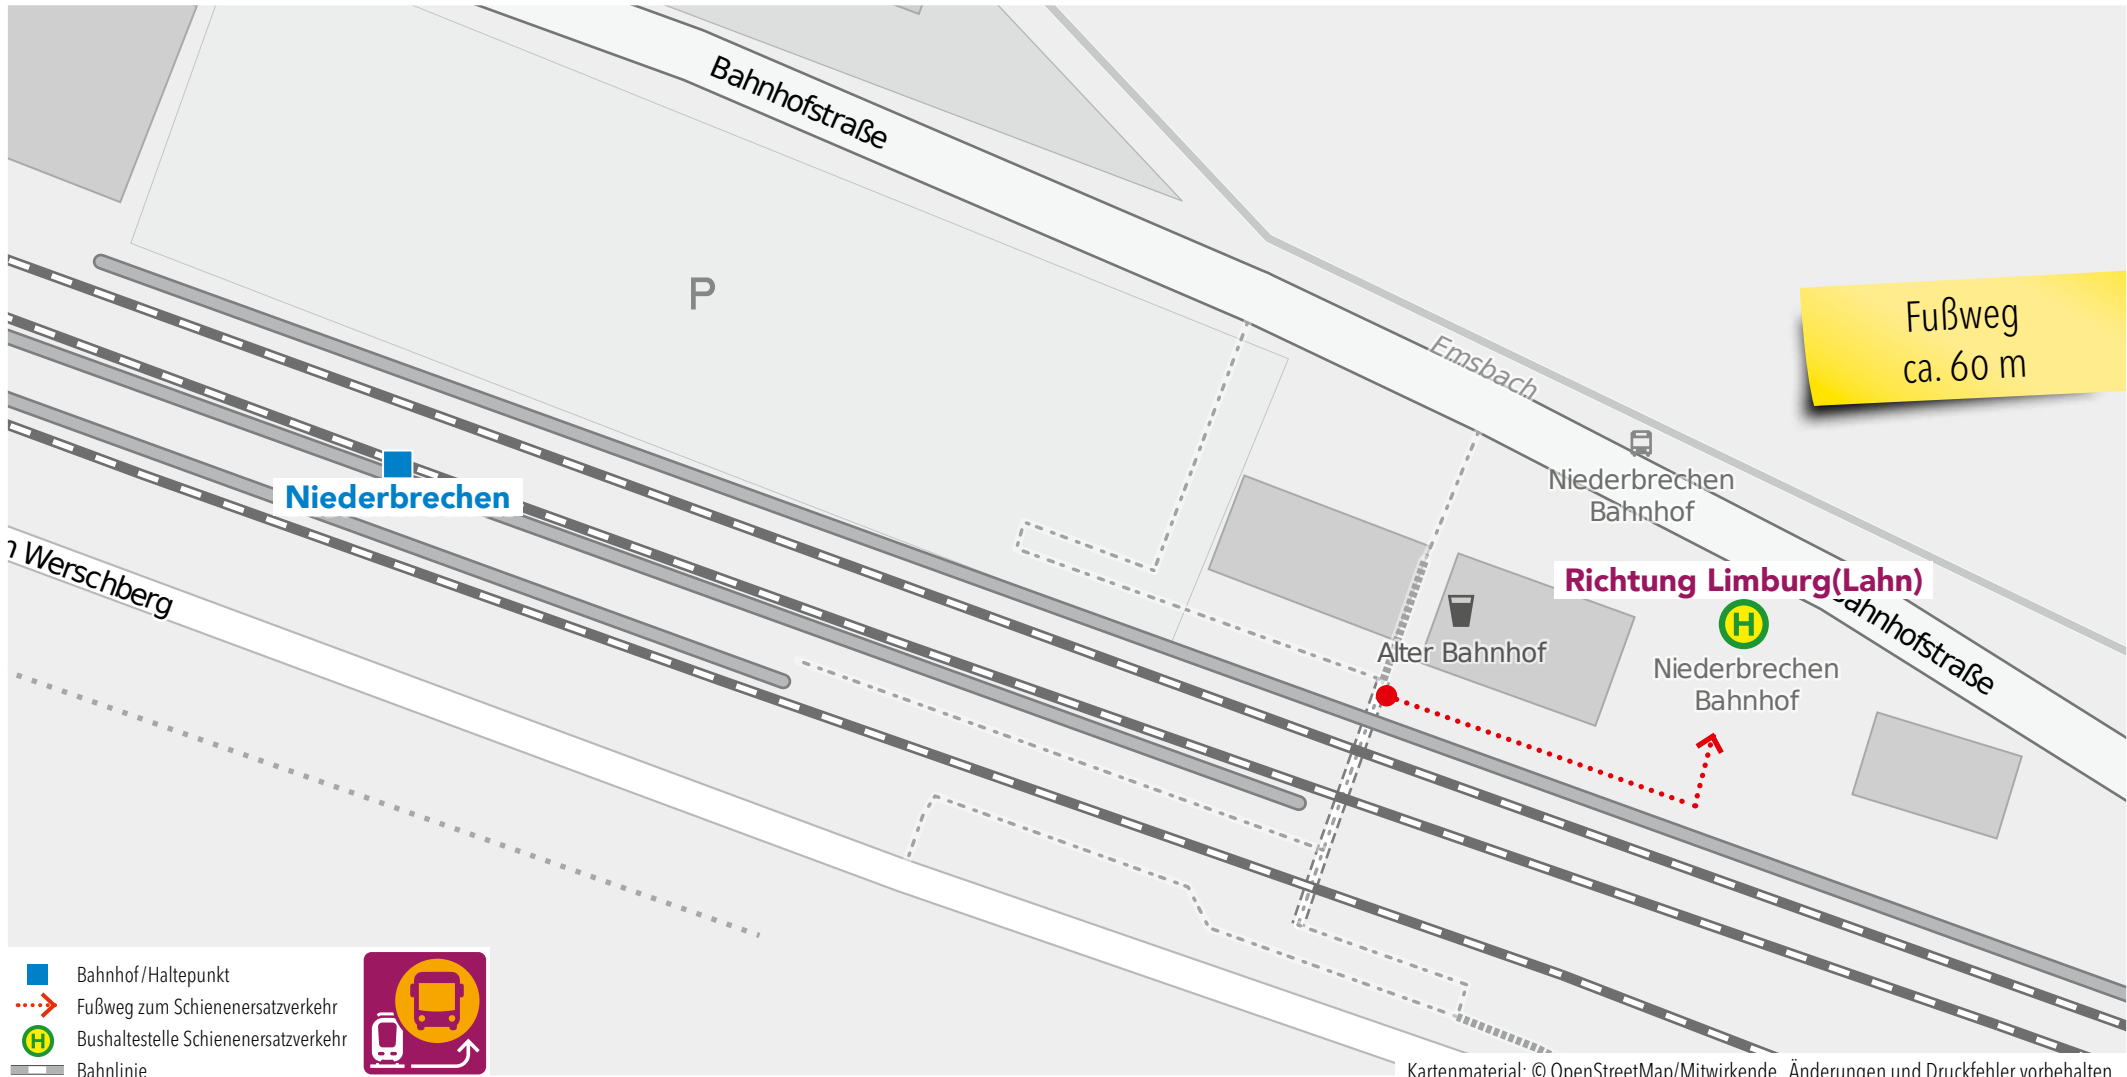 Bahnhofstraße
P
Fußweg
ca. 60 m
Emsbach
Niederbrechen
Bahnhof
Niederbrechen
Werschberg
Richtung Limburg(Lahn)
H
Bahnhofstraße
Alter Bahnhof
Niederbrechen
Bahnhof
Bahnhof/Haltepunkt
Fußweg zum Schienenersatzverkehr
H Bushaltestelle Schienenersatzverkehr
Bahnlinie
Kartenmaterial: © OpenStreetMap/Mitwirkende, Änderungen und Druckfehler vorbehalten